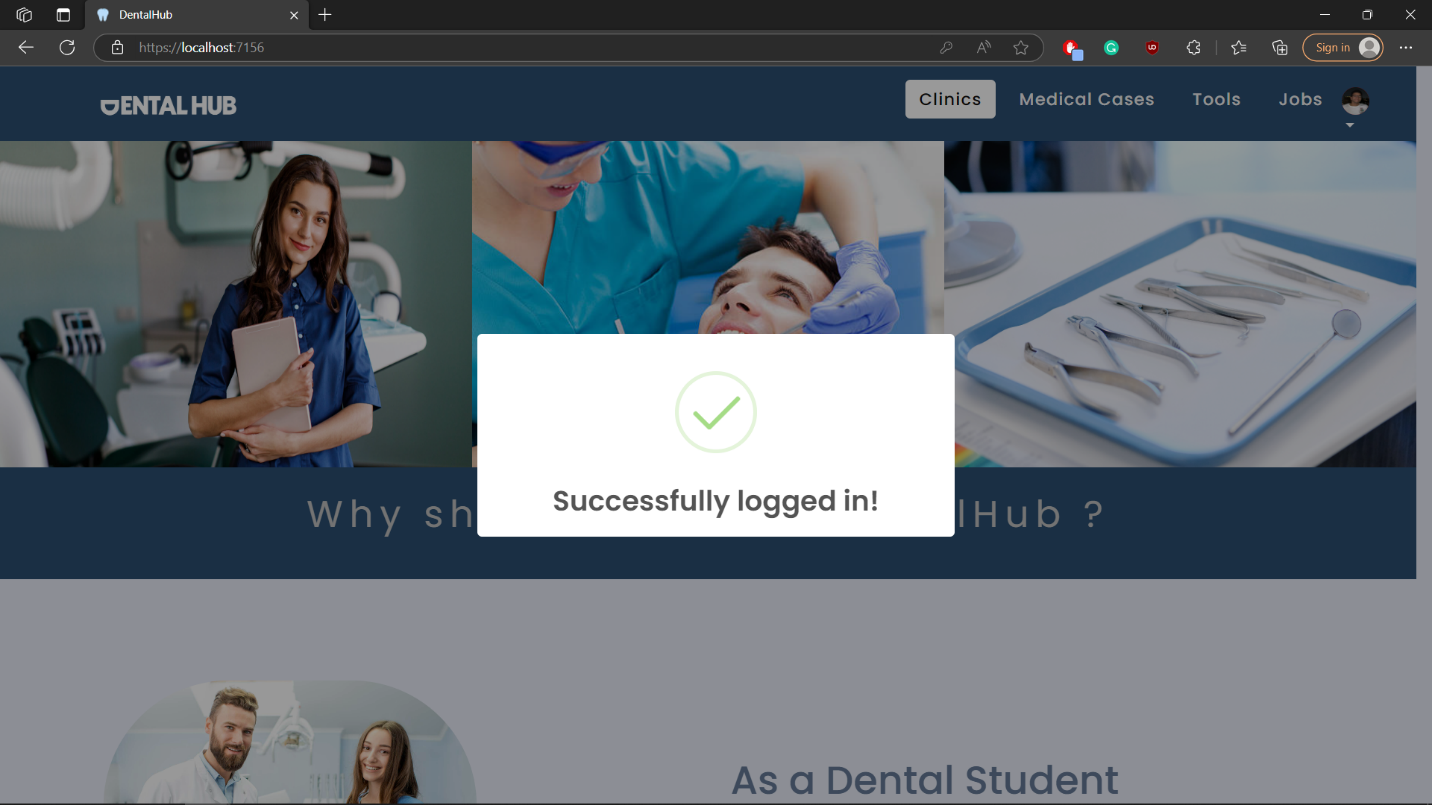 DentalHub
https://localhost:7156
Sign in
DENTAL HUB
Clinics
Medical Cases
Tools
Jobs
Successfully logged in!
Why sh
lHub ?
As a Dental Student